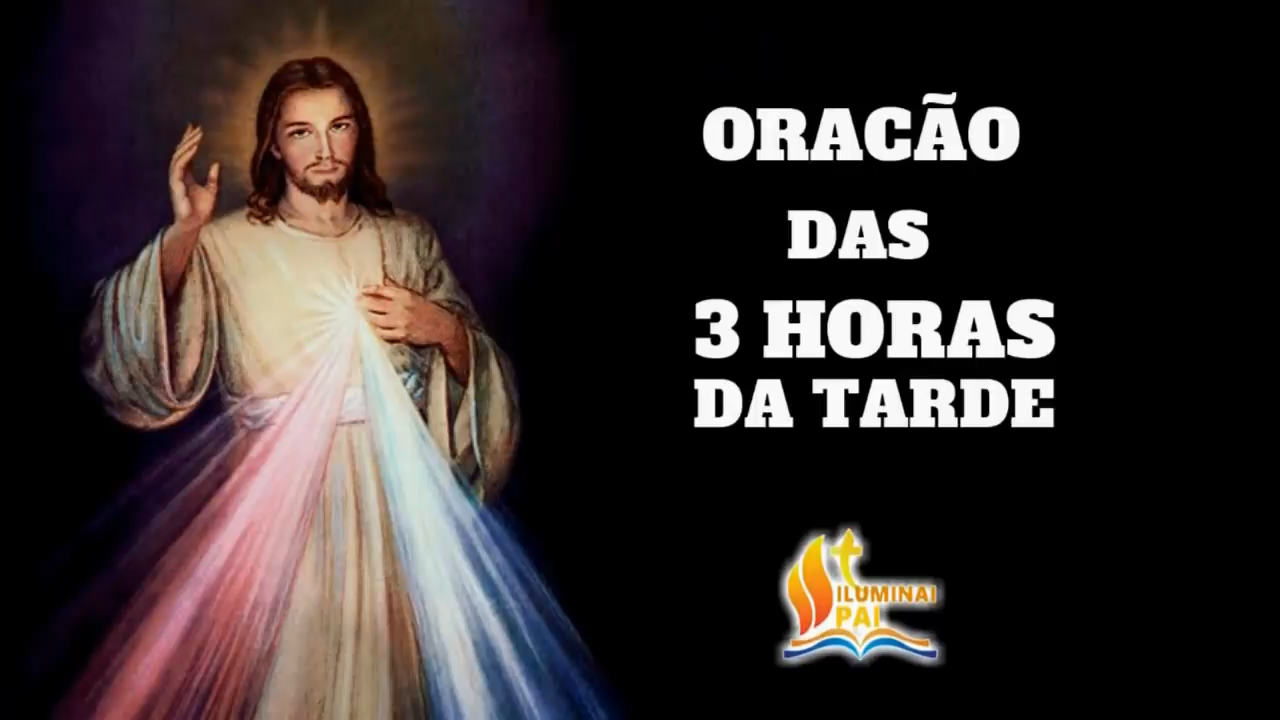 ORACÃO
DAS
3 HORAS
DA TARDE
ILUMINAI
PAI